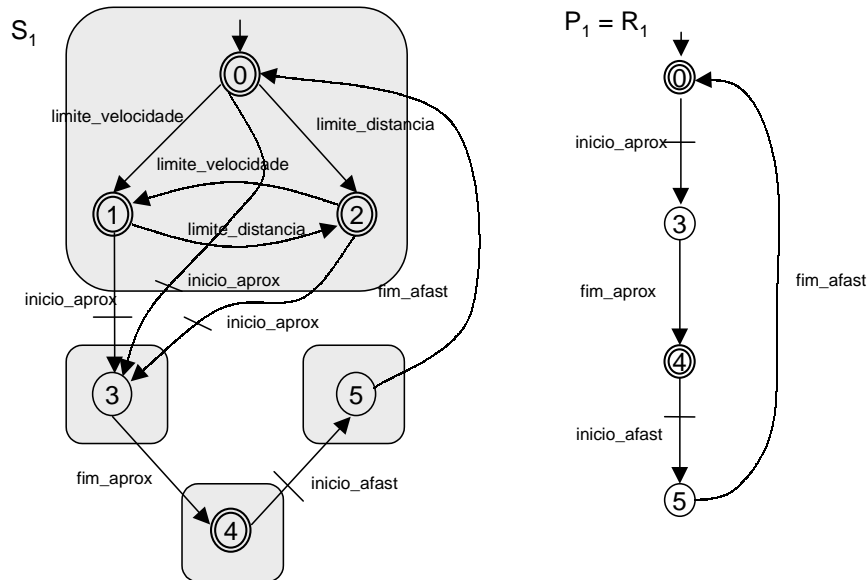 S1
0
limite_velocidade
limite_distancia
limite_velocidade
1
2
limite_distancia
inicio_aprox
inicio_aprox
inicio_aprox
fim_afast
3
5
fim_aprox
inicio_afast
4
P1 = R1
0
inicio_aprox
3
fim_aprox
fim_afast
4
inicio_afast
5